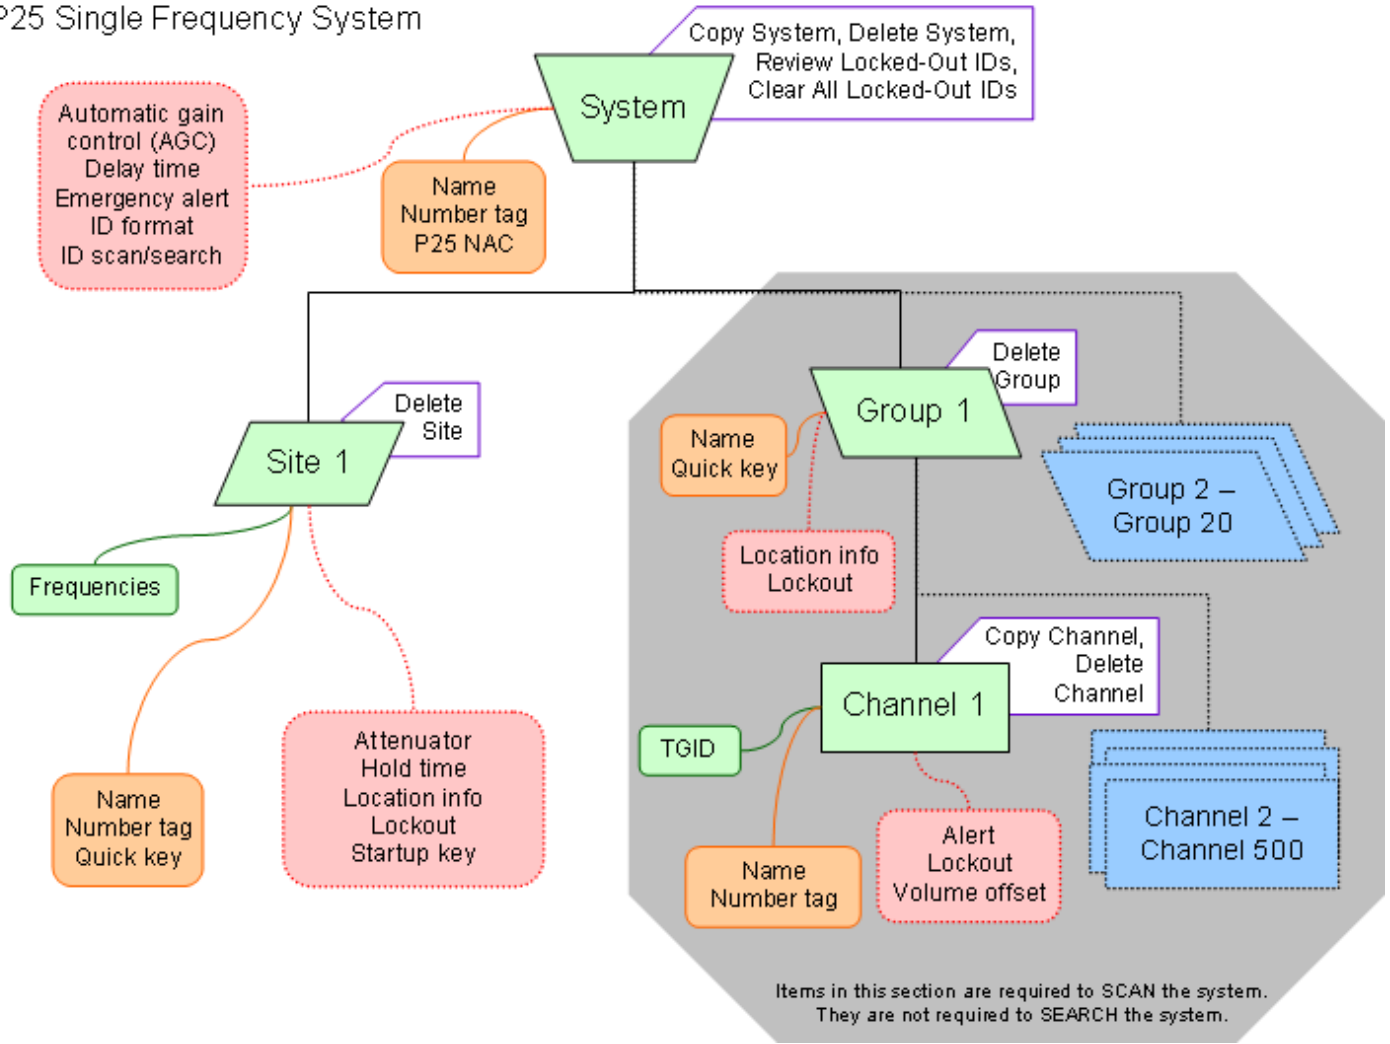 P25 Single Frequency System
Copy System, Delete System,
Review Locked-Out IDs,
Clear All Locked-Out IDs
System
Automatic gain
control (AGC)
Delay time
Emergency alert
ID format
ID scan/search
Name
Number tag
P25 NAC
Delete
Site
Site 1
Frequencies
Name
Number tag
Quick key
Attenuator
Hold time
Location info
Lockout
Startup key
Delete
Group
Group 1
Name
Quick key
Location info
Lockout
Group 2 –
Group 20
Copy Channel,
Delete
Channel
Channel 1
TGID
Name
Number tag
Alert
Lockout
Volume offset
Channel 2 –
Channel 500
Items in this section are required to SCAN the system.
They are not required to SEARCH the system.